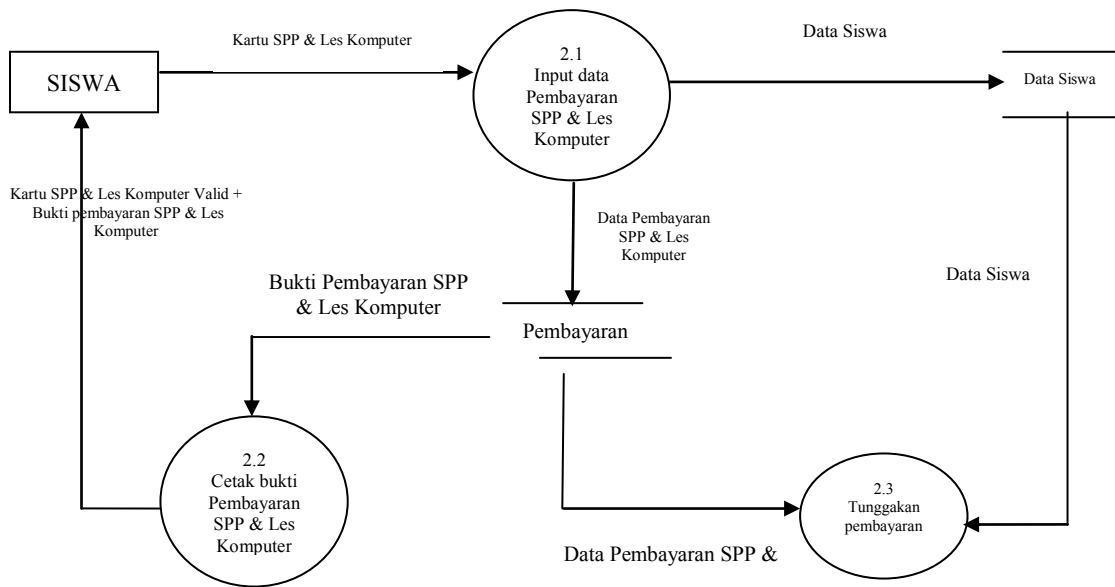 Kartu SPP & Les Komputer
Data Siswa
SISWA
2.1
Input data
Pembayaran
SPP & Les
Komputer
Data Siswa
Kartu SPP & Les Komputer Valid +
Bukti pembayaran SPP & Les
Komputer
Data Pembayaran
SPP & Les
Komputer
Bukti Pembayaran SPP
& Les Komputer
Data Siswa
Pembayaran
2.2
Cetak bukti
Pembayaran
SPP & Les
Komputer
2.3
Tunggakan
pembayaran
Data Pembayaran SPP &